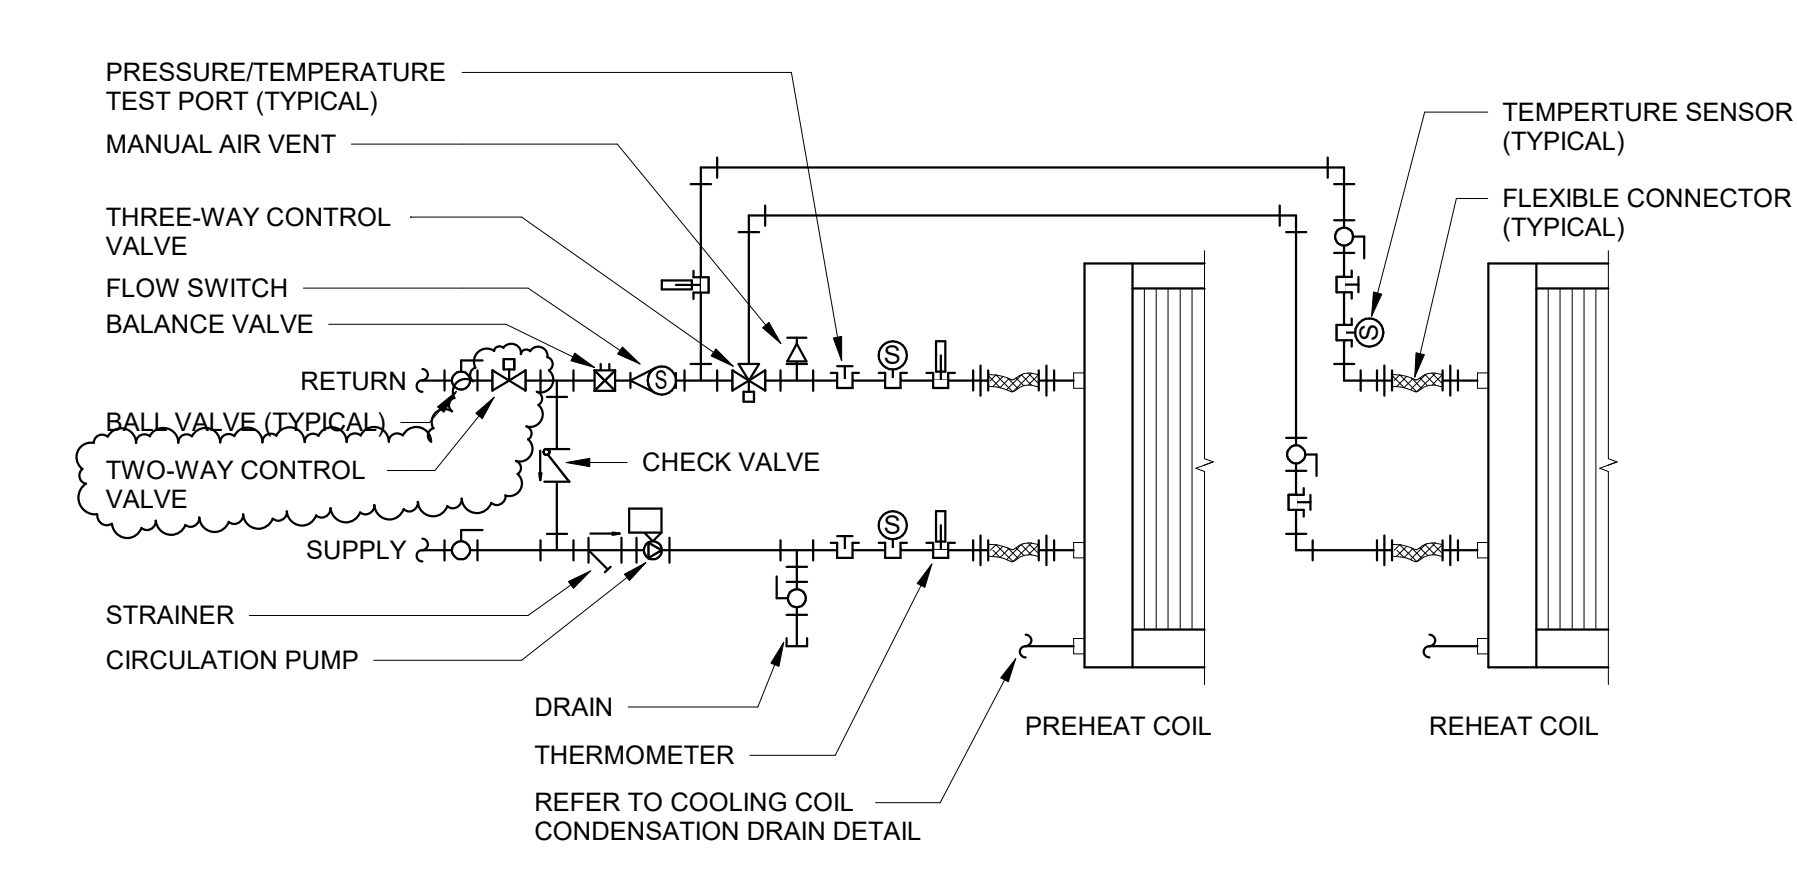 PRESSURE/TEMPERATURE
TEST PORT (TYPICAL)
MANUAL AIR VENT
THREE-WAY CONTROL
VALVE
FLOW SWITCH
BALANCE VALVE
RETURN
BALL VALVE (TYPICAL)
TWO-WAY CONTROL
VALVE
CHECK VALVE
SUPPLY
STRAINER
CIRCULATION PUMP
DRAIN
THERMOMETER
REFER TO COOLING COIL
CONDENSATION DRAIN DETAIL
TEMPERTURE SENSOR
(TYPICAL)
FLEXIBLE CONNECTOR
(TYPICAL)
S
S
S
S
PREHEAT COIL
REHEAT COIL